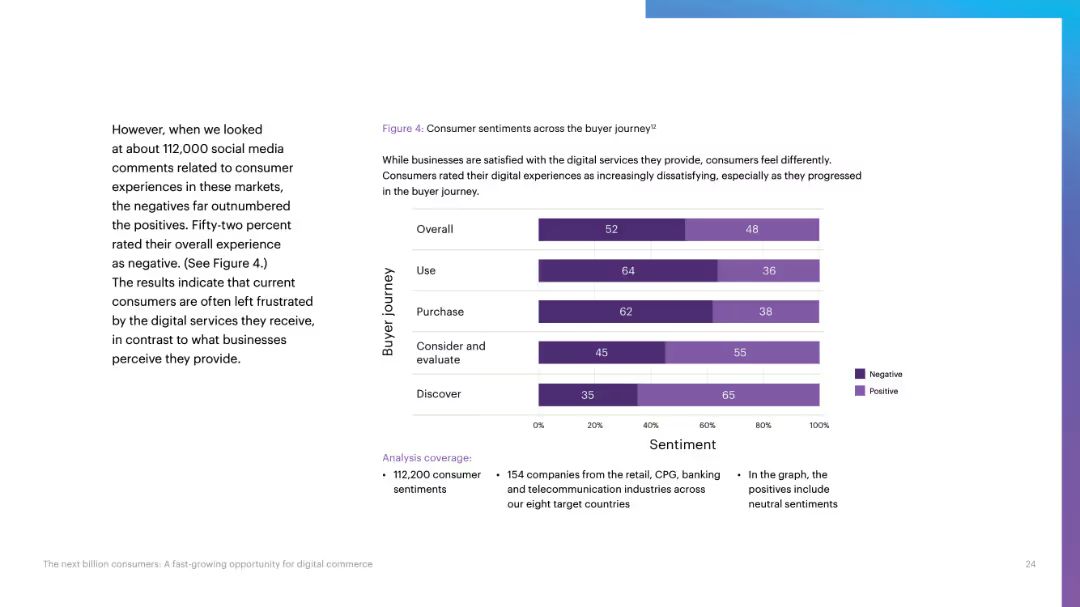 However, when we looked
at about 112,000 social media
comments related to consumer
experiences in these markets,
the negatives far outnumbered
the positives. Fifty-two percent
rated their overall experience
as negative. (See Figure 4.)
The results indicate that current
consumers are often left frustrated
by the digital services they receive,
in contrast to what businesses
perceive they provide.
Figure 4: Consumer sentiments across the buyer journey¹²
While businesses are satisfied with the digital services they provide, consumers feel differently.
Consumers rated their digital experiences as increasingly dissatisfying, especially as they progressed
in the buyer journey.
Buyer journey
Overall 52 48
Use 64 36
Purchase 62 38
Consider and
evaluate 45 55
Discover 35 65
0% 20% 40% 60% 80% 100%
Sentiment
Negative
Positive
Analysis coverage:
• 112,200 consumer
sentiments
• 154 companies from the retail, CPG, banking
and telecommunication industries across
our eight target countries
• In the graph, the
positives include
neutral sentiments
The next billion consumers: A fast-growing opportunity for digital commerce
24